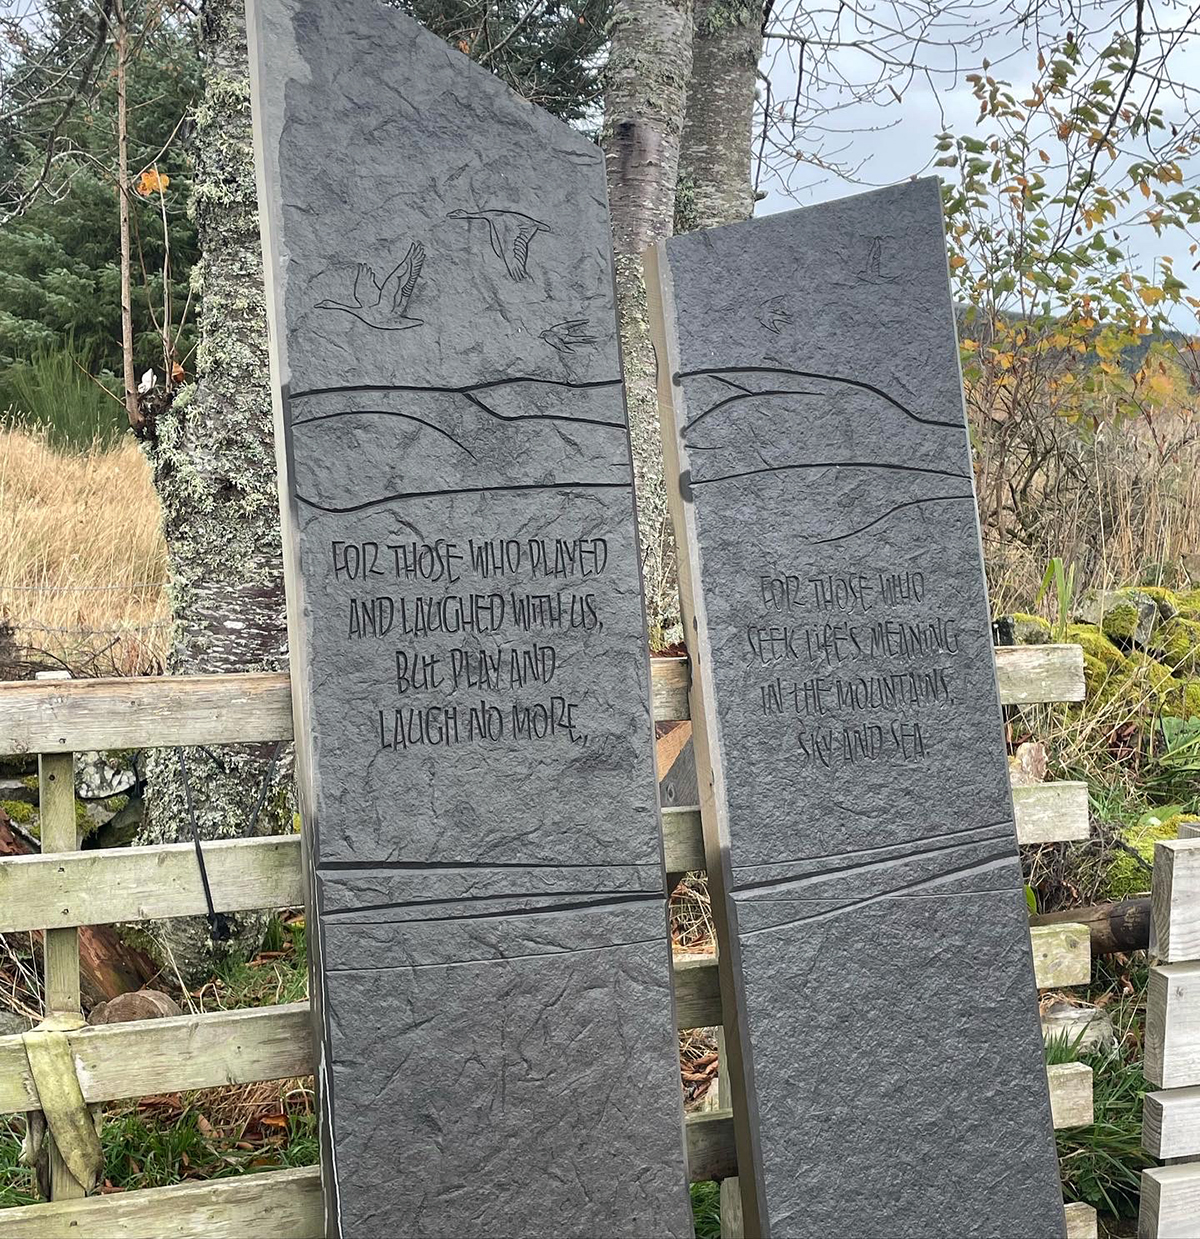 FOR THOSE WHO PLAYED
AND LAUGHED WITH US,
BUT PLAY AND
LAUGH NO MORE,
FOR THOSE WHO
SEEK LIFE'S MEANING
IN THE MOUNTAINS,
SKY AND SEA.